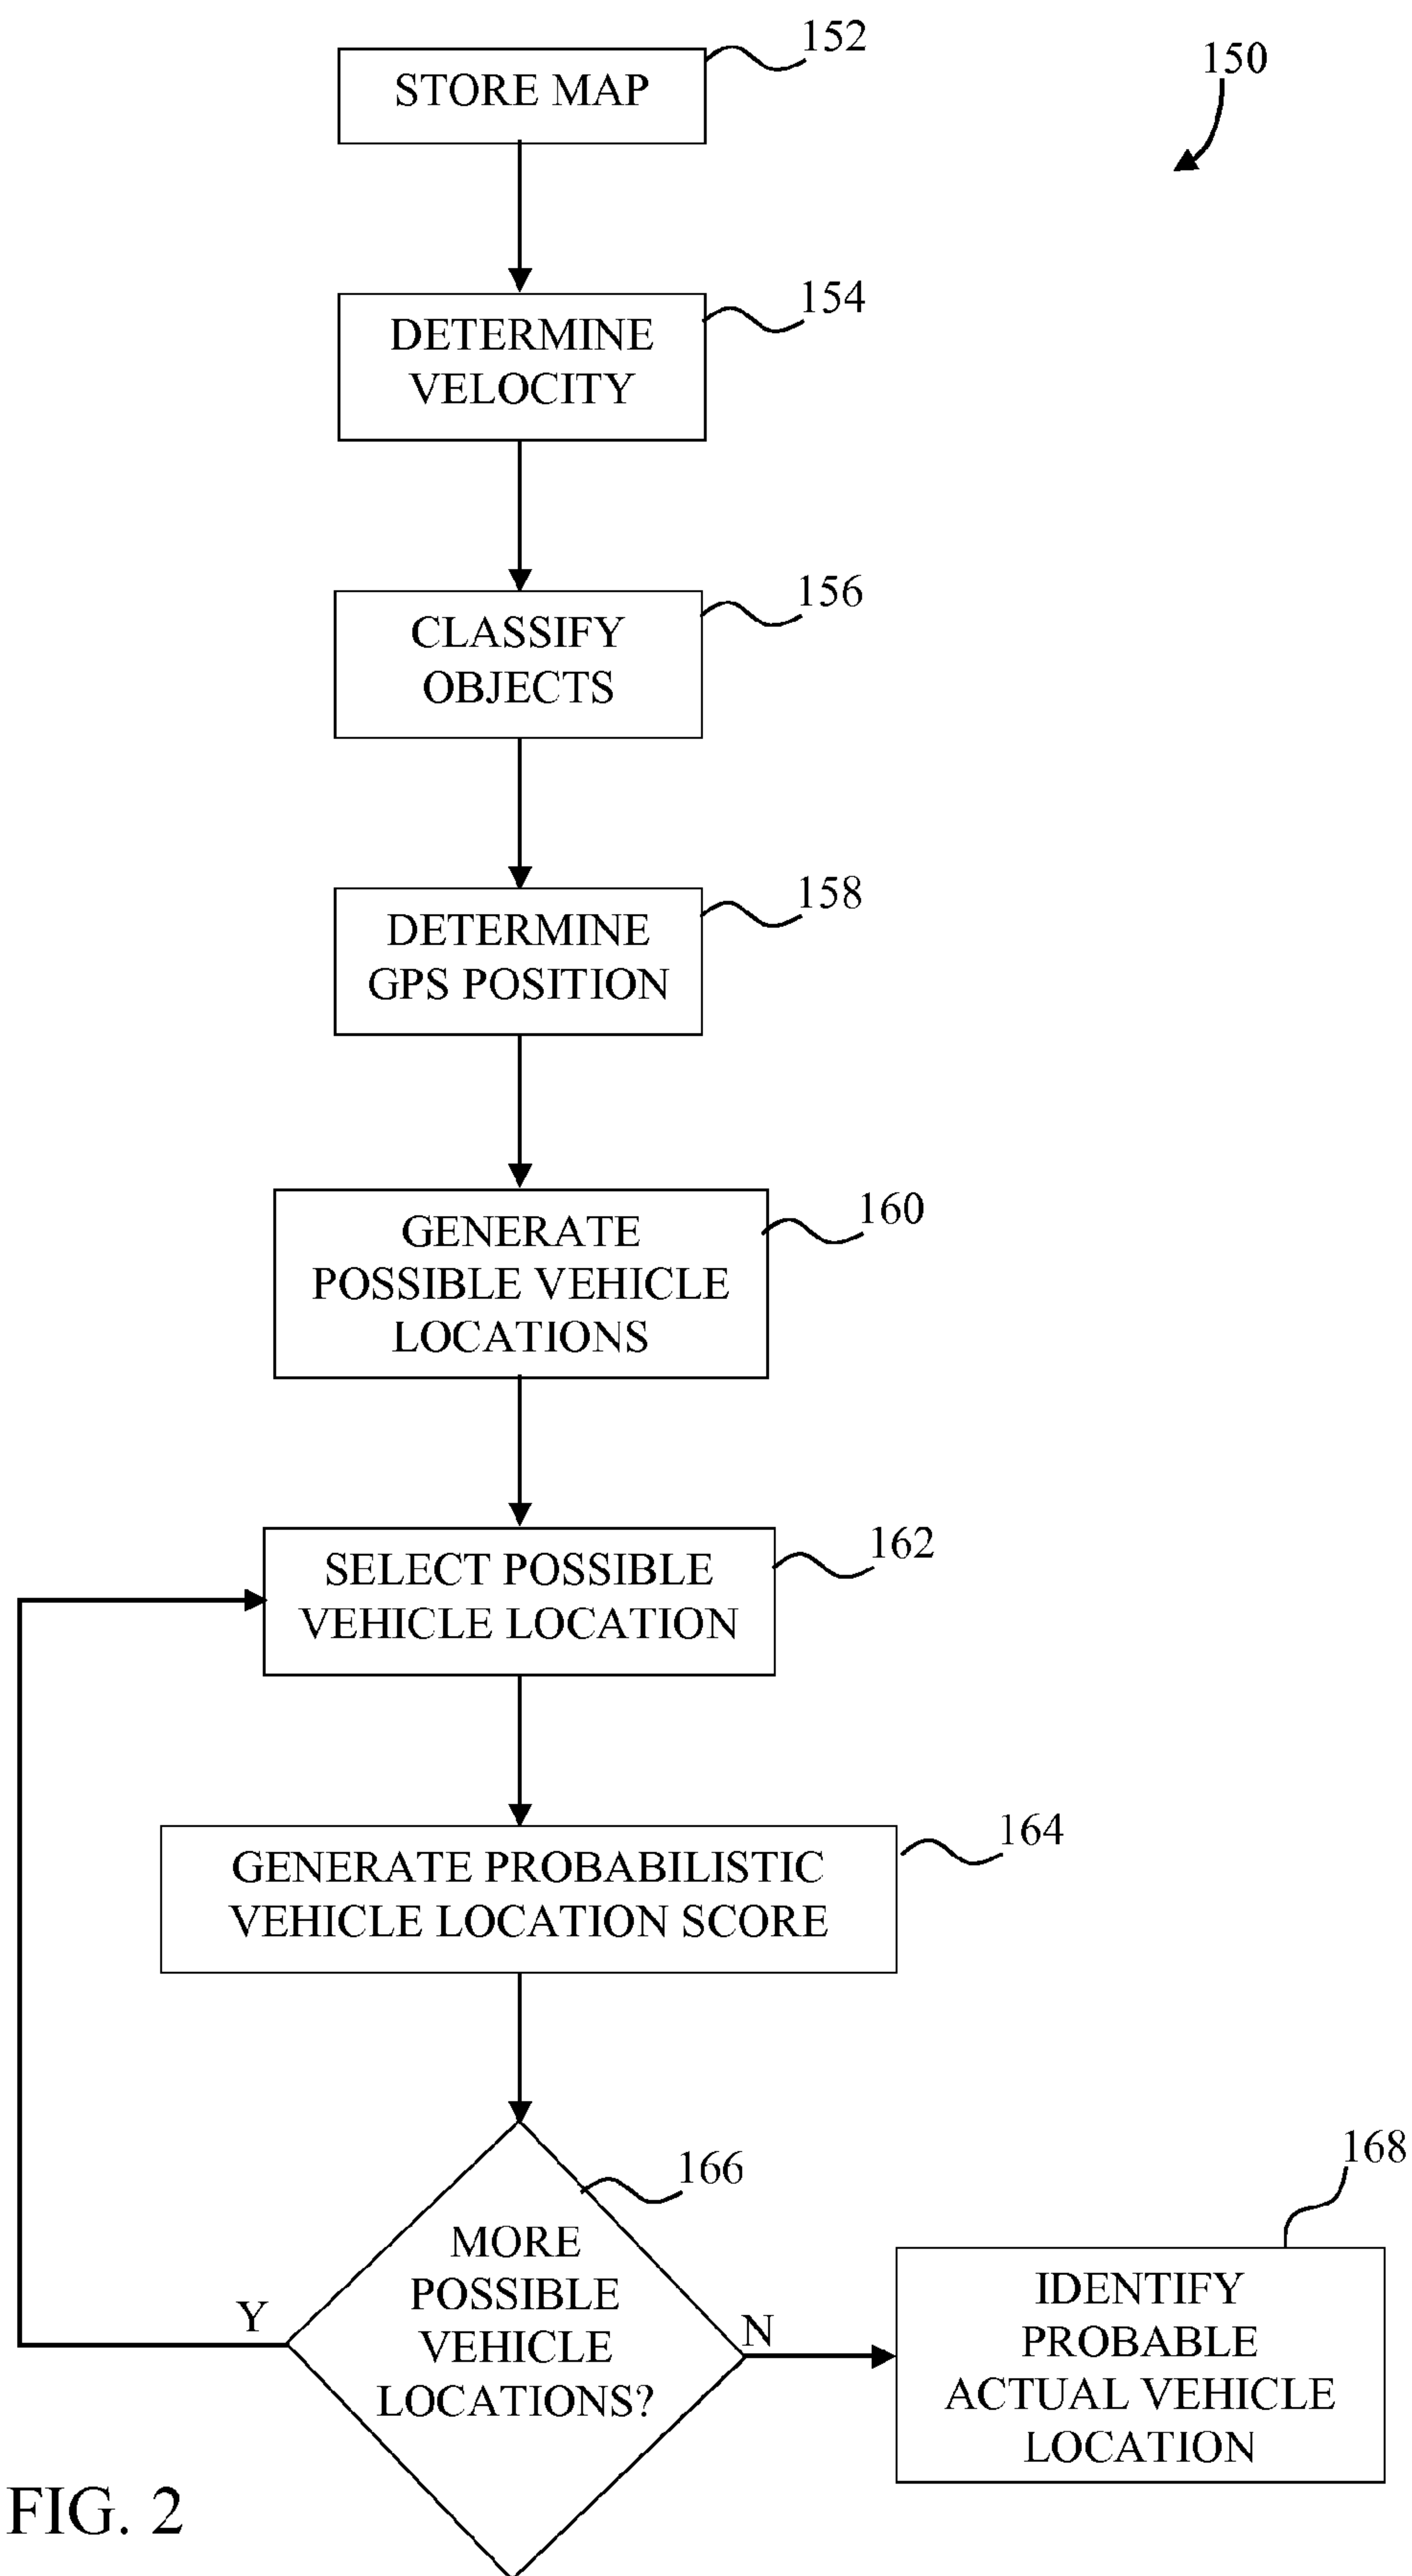 152
150
STORE MAP
154
DETERMINE
VELOCITY
156
CLASSIFY
OBJECTS
158
DETERMINE
GPS POSITION
160
GENERATE
POSSIBLE VEHICLE
LOCATIONS
162
SELECT POSSIBLE
VEHICLE LOCATION
164
GENERATE PROBABILISTIC
VEHICLE LOCATION SCORE
166
168
MORE
POSSIBLE
VEHICLE
LOCATIONS?
Y
N
IDENTIFY
PROBABLE
ACTUAL VEHICLE
LOCATION
FIG. 2